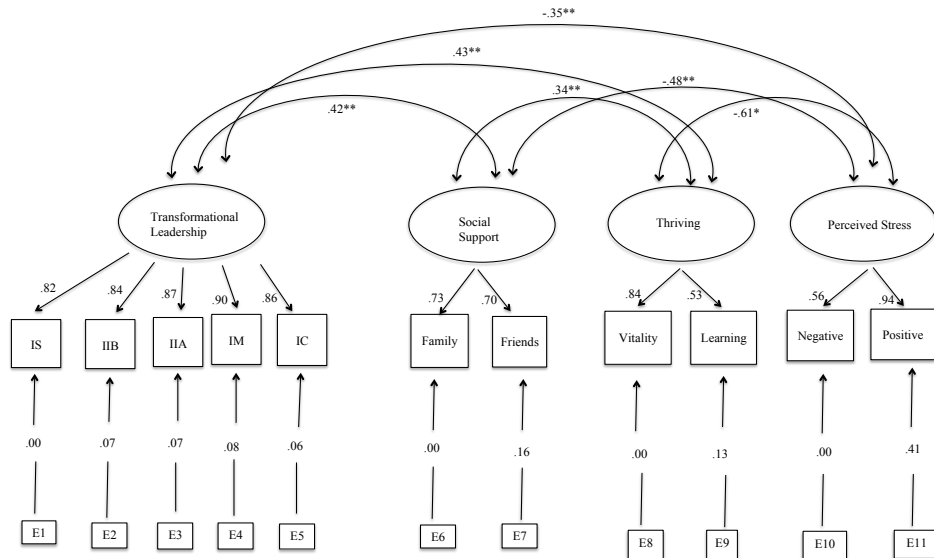 -.35**
.43**
.42**
.34**
-.48**
-.61*
Transformational
Leadership
Social
Support
Thriving
Perceived Stress
.82
.84
.87
.90
.86
.73
.70
.84
.53
.56
.94
IS
IIB
IIA
IM
IC
Family
Friends
Vitality
Learning
Negative
Positive
.00
.07
.07
.08
.06
.00
.16
.00
.13
.00
.41
E1
E2
E3
E4
E5
E6
E7
E8
E9
E10
E11